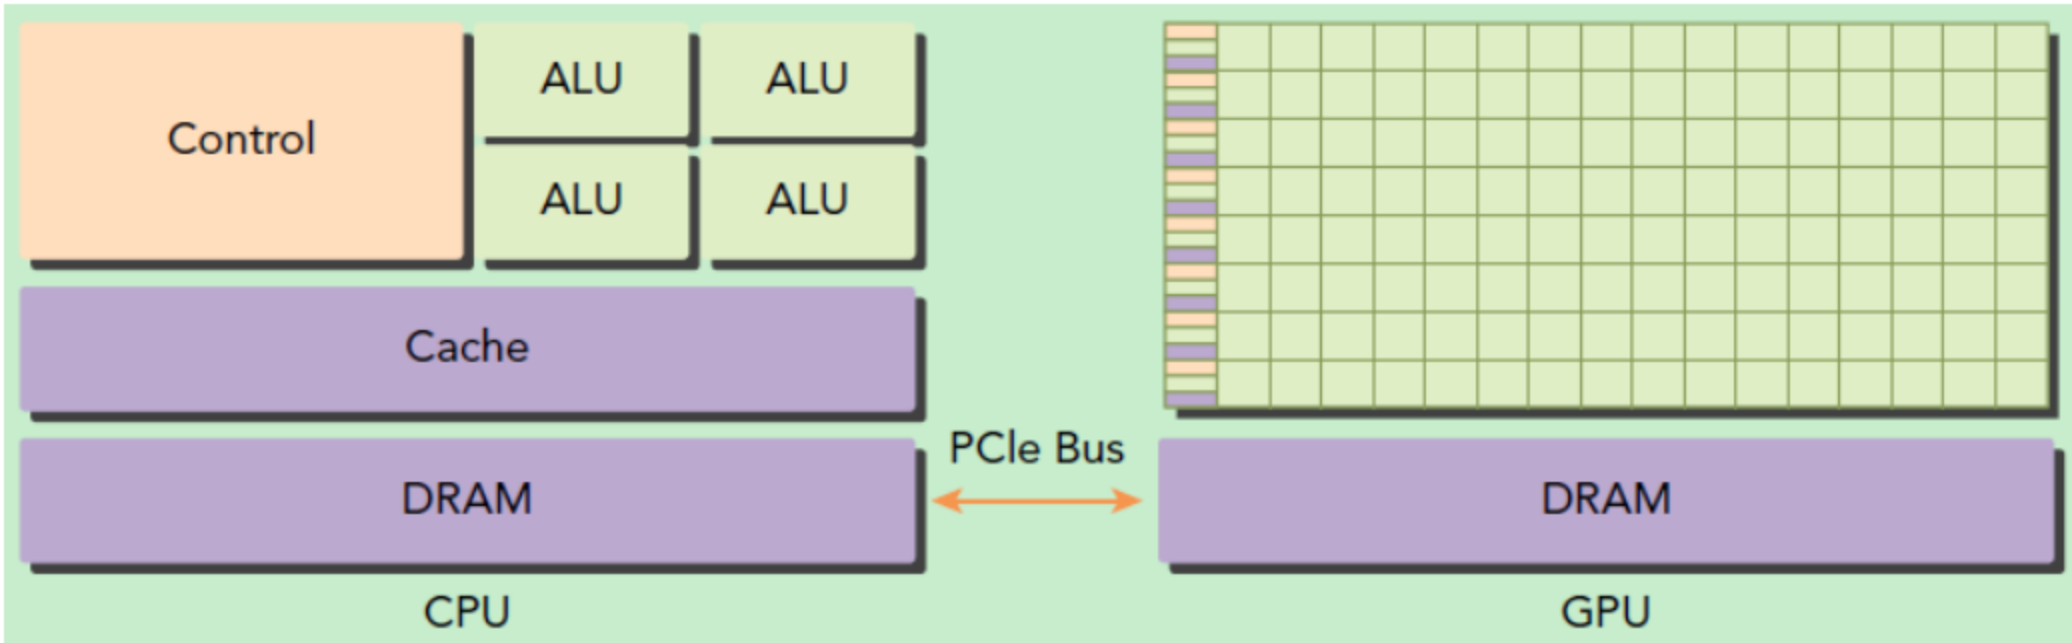 Control
ALU
ALU
ALU
ALU
Cache
DRAM
PCIe Bus
DRAM
CPU
GPU